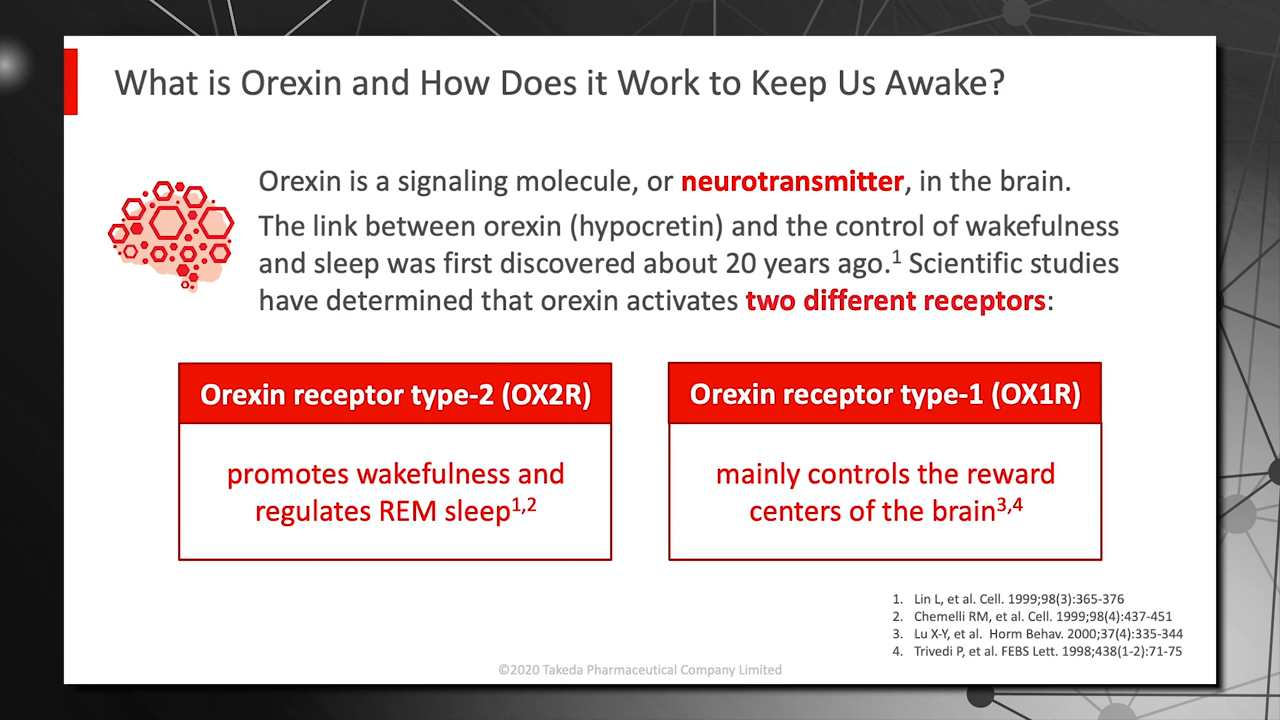 What is Orexin and How Does it Work to Keep Us Awake?
Orexin is a signaling molecule, or neurotransmitter, in the brain.
The link between orexin (hypocretin) and the control of wakefulness
and sleep was first discovered about 20 years ago.1 Scientific studies
have determined that orexin activates two different receptors:
Orexin receptor type-2 (OX2R)
promotes wakefulness and
regulates REM sleep1,2
Orexin receptor type-1 (OX1R)
mainly controls the reward
centers of the brain3,4
1. Lin L, et al. Cell. 1999;98(3):365-376
2. Chemelli RM, et al. Cell. 1999;98(4):437-451
3. Lu X-Y, et al. Horm Behav. 2000;37(4):335-344
4. Trivedi P, et al. FEBS Lett. 1998;438(1-2):71-75
©2020 Takeda Pharmaceutical Company Limited